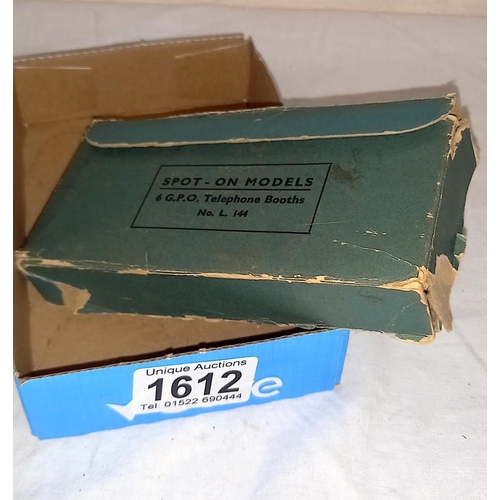 SPOT-ON MODELS
6 G.P.O. Telephone Booths
No. L. 144
Unique Auctions
1612
Tel: 01522 690444